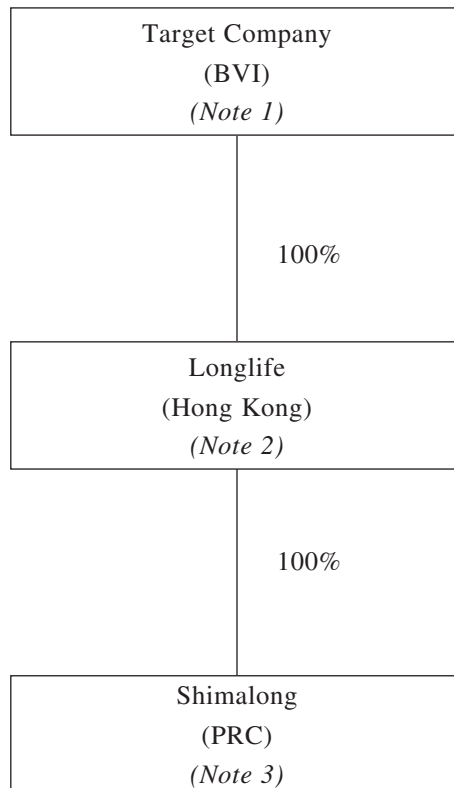 Target Company
(BVI)
(Note 1)
100%
Longlife
(Hong Kong)
(Note 2)
100%
Shimalong
(PRC)
(Note 3)